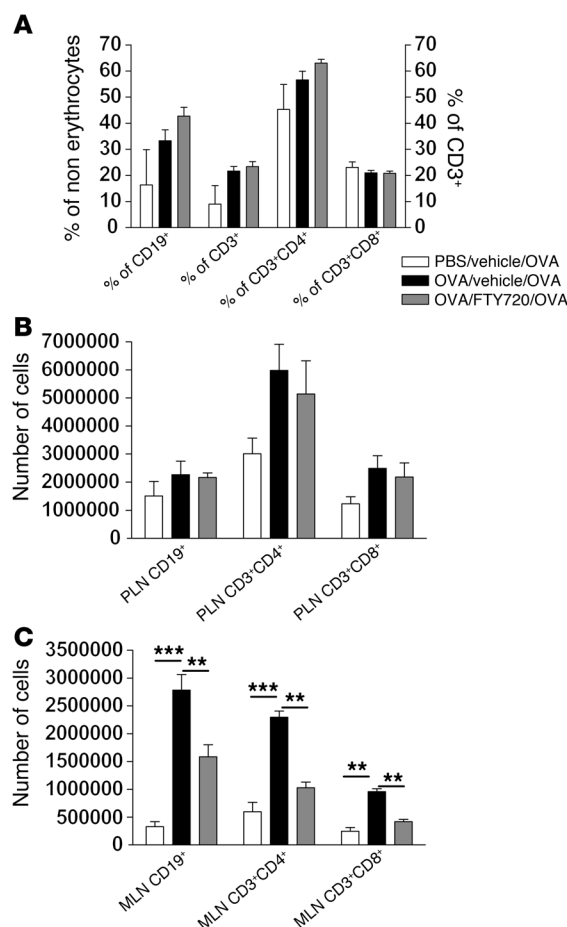 A
% of non erythrocytes
70
60
50
40
30
20
10
0
70
60
50
40
30
20
10
0
% of CD3⁺
% of CD19⁺
% of CD3⁺
% of CD3⁺CD4⁺
% of CD3⁺CD8⁺
PBS/vehicle/OVA
OVA/vehicle/OVA
OVA/FTY720/OVA
B
Number of cells
7000000
6000000
5000000
4000000
3000000
2000000
1000000
0
PLN CD19⁺
PLN CD3⁺CD4⁺
PLN CD3⁺CD8⁺
C
Number of cells
3500000
3000000
2500000
2000000
1500000
1000000
500000
0
*** **
*** **
** **
MLN CD19⁺
MLN CD3⁺CD4⁺
MLN CD3⁺CD8⁺